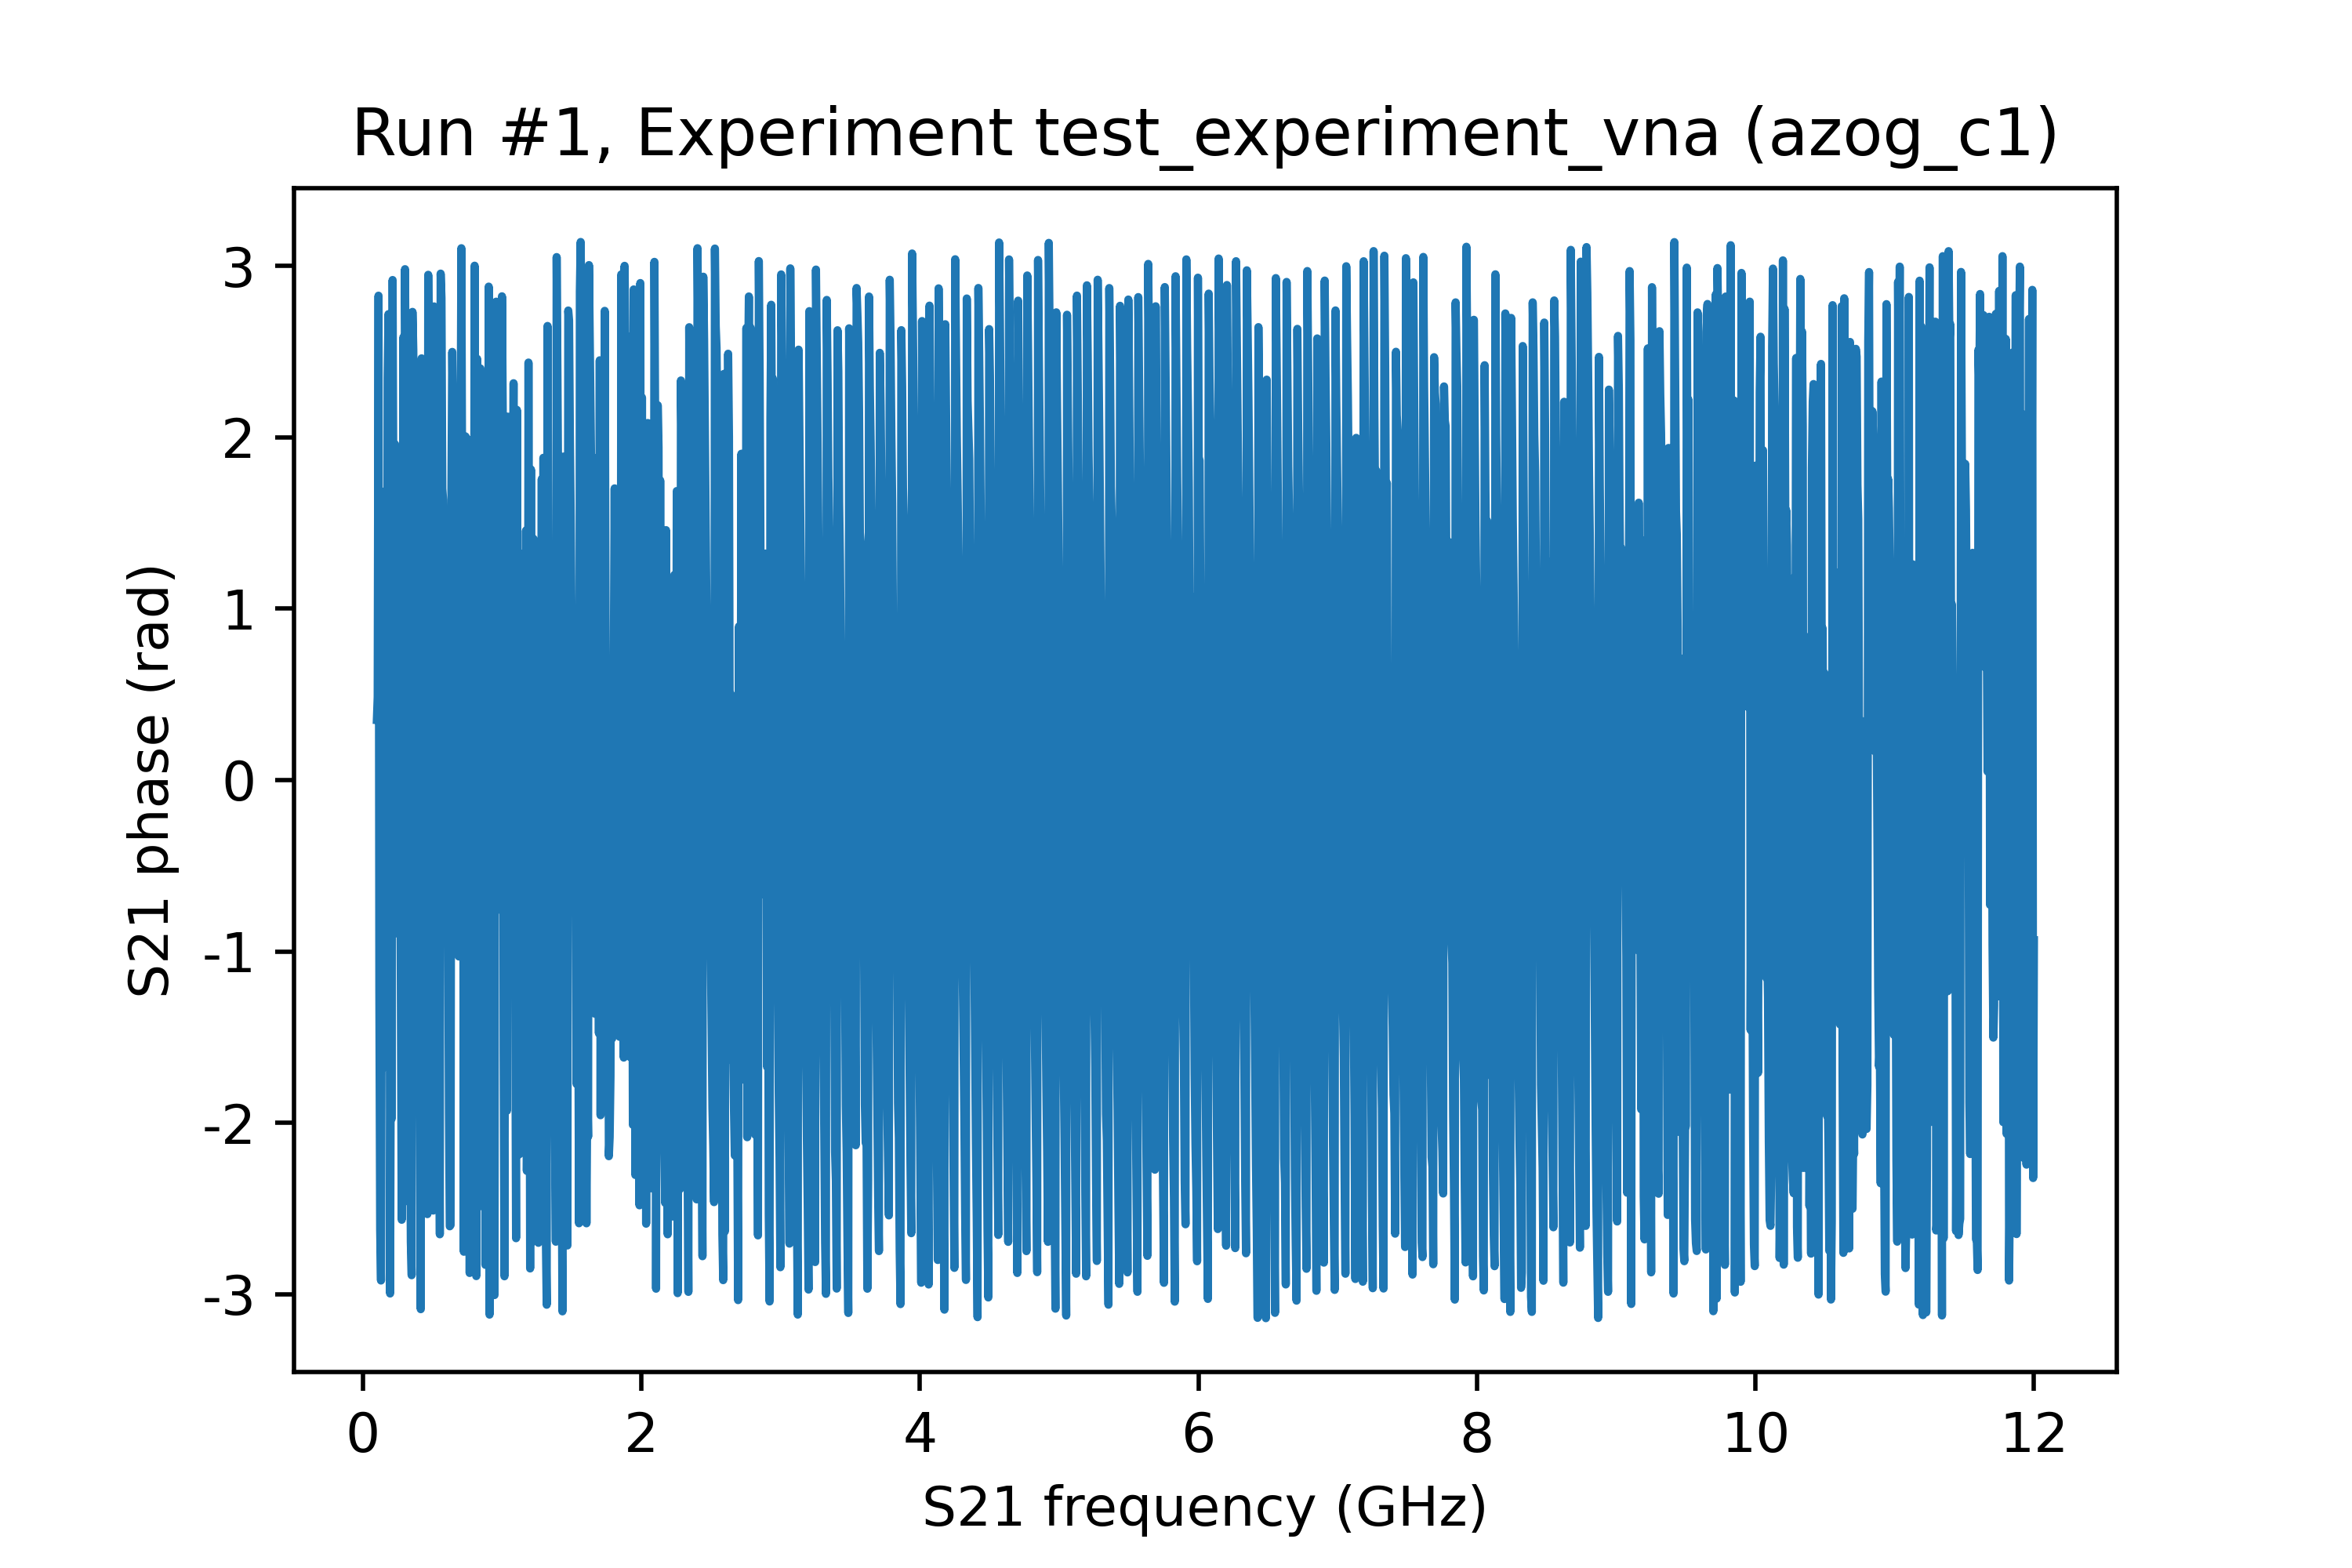 Run #1, Experiment test_experiment_vna (azog_c1)
S21 phase (rad)
3
2
1
0
-1
-2
-3
0 2 4 6 8 10 12
S21 frequency (GHz)